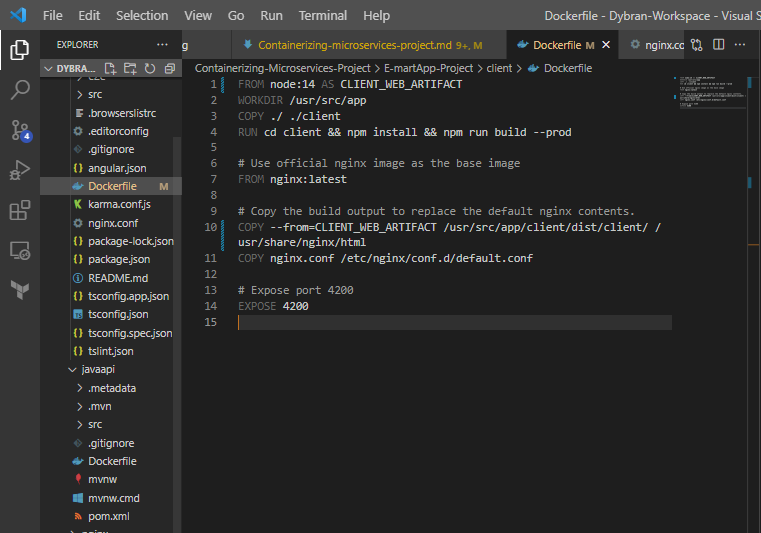 File Edit Selection View Go Run Terminal Help Dockerfile - Dybran-Workspace - Visual S
EXPLORER ···
g Containerizing-microservices-project.md 9+, M Dockerfile M nginx.co ···
DYBRA...
Containerizing-Microservices-Project > E-martApp-Project > client > Dockerfile
src
.browserslistrc
.editorconfig
.gitignore
{} angular.json
Dockerfile M
karma.conf.js
nginx.conf
{} package-lock.json
{} package.json
README.md
{} tsconfig.app.json
tsconfig.json
{} tsconfig.spec.json
{} tslint.json
javaapi
.metadata
.mvn
src
.gitignore
Dockerfile
mvnw
mvnw.cmd
pom.xml
4
1 FROM node:14 AS CLIENT_WEB_ARTIFACT
2 WORKDIR /usr/src/app
3 COPY ./ ./client
4 RUN cd client && npm install && npm run build --prod
5
6 # Use official nginx image as the base image
7 FROM nginx:latest
8
9 # Copy the build output to replace the default nginx contents.
10 COPY --from=CLIENT_WEB_ARTIFACT /usr/src/app/client/dist/client/ /
usr/share/nginx/html
11 COPY nginx.conf /etc/nginx/conf.d/default.conf
12
13 # Expose port 4200
14 EXPOSE 4200
15